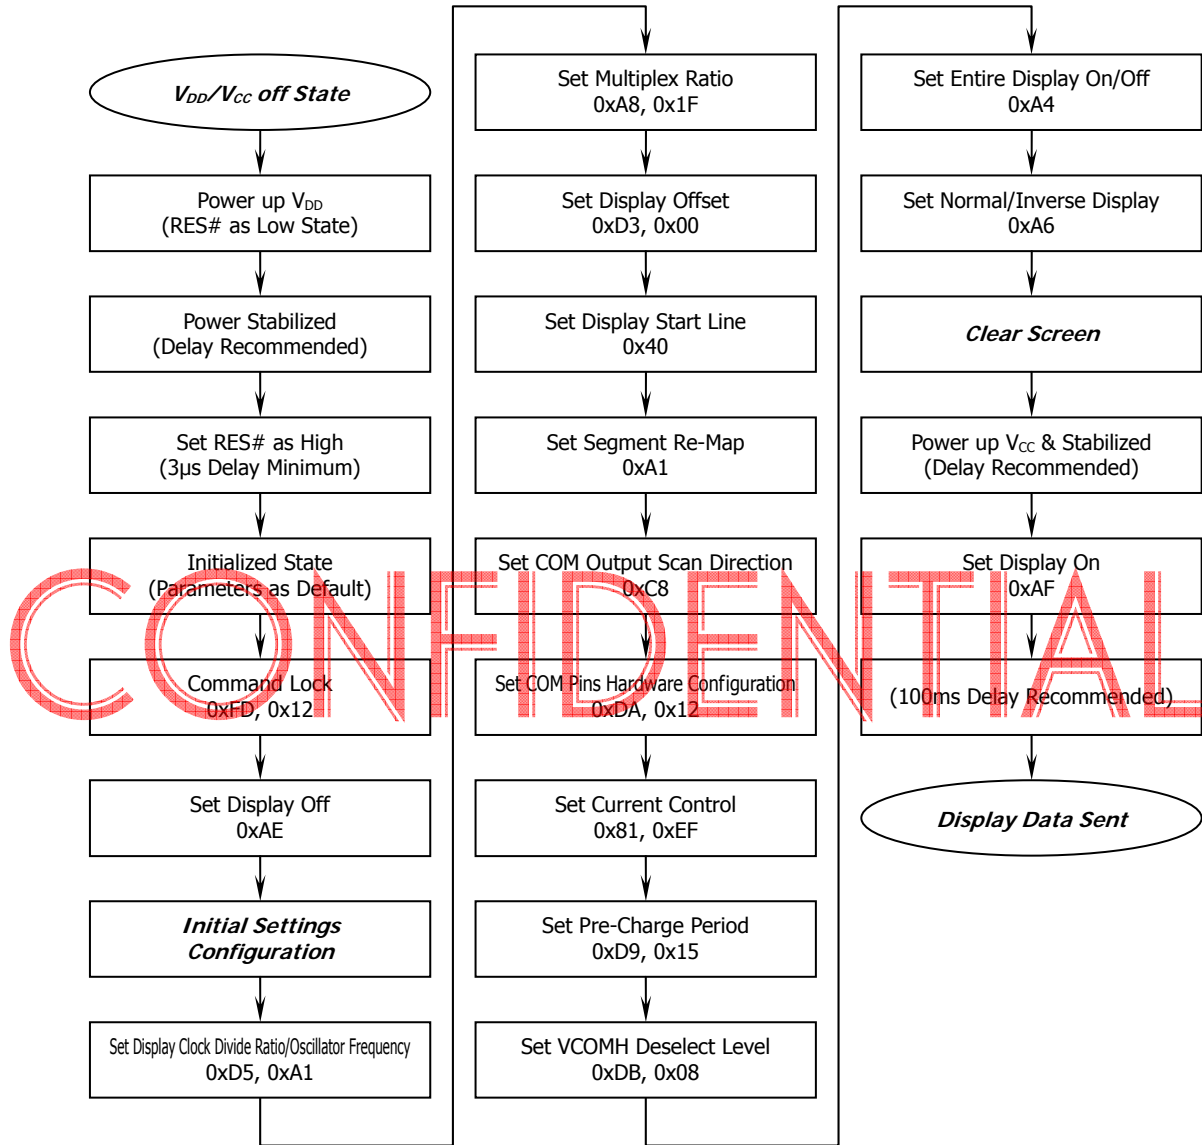 VDD/VCC off State
Power up VDD
(RES# as Low State)
Power Stabilized
(Delay Recommended)
Set RES# as High
(3µs Delay Minimum)
Initialized State
(Parameters as Default)
Command Lock
0xFD, 0x12
Set Display Off
0xAE
Initial Settings
Configuration
Set Display Clock Divide Ratio/Oscillator Frequency
0xD5, 0xA1
Set Multiplex Ratio
0xA8, 0x1F
Set Display Offset
0xD3, 0x00
Set Display Start Line
0x40
Set Segment Re-Map
0xA1
Set COM Output Scan Direction
0xC8
Set COM Pins Hardware Configuration
0xDA, 0x12
Set Current Control
0x81, 0xEF
Set Pre-Charge Period
0xD9, 0x15
Set VCOMH Deselect Level
0xDB, 0x08
Set Entire Display On/Off
0xA4
Set Normal/Inverse Display
0xA6
Clear Screen
Power up VCC & Stabilized
(Delay Recommended)
Set Display On
0xAF
(100ms Delay Recommended)
Display Data Sent
CONFIDENTIAL